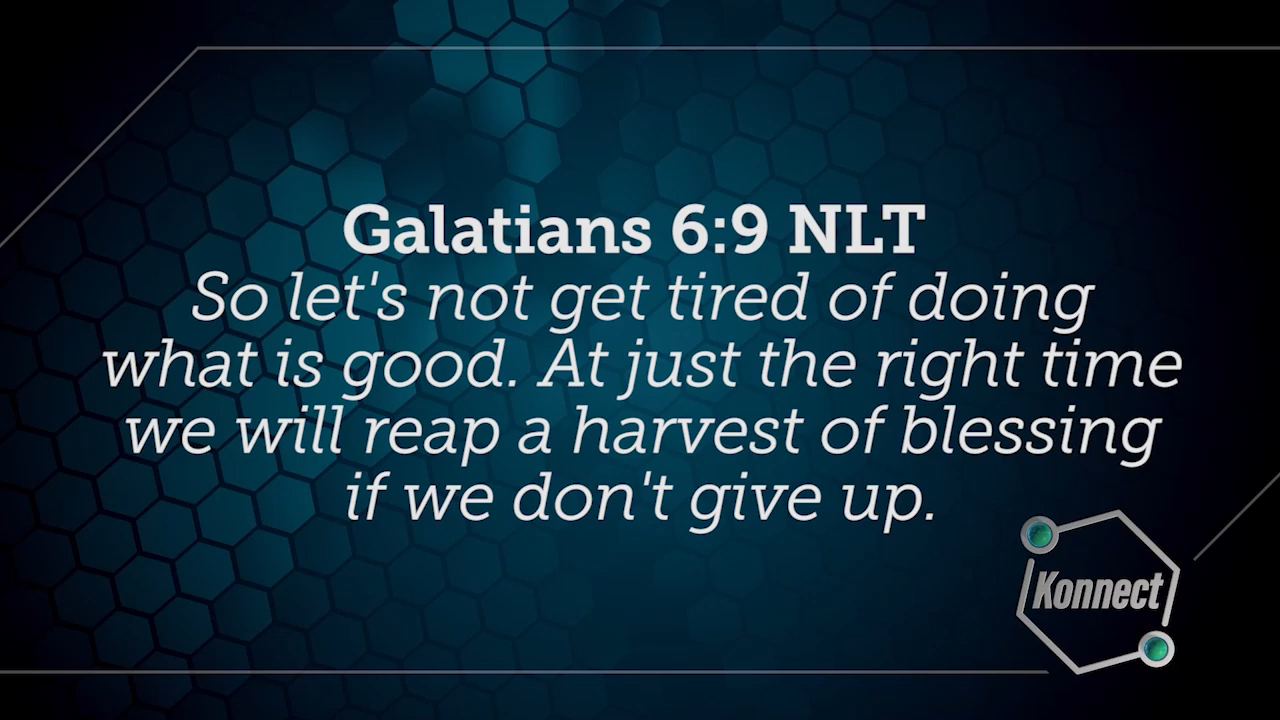 Galatians 6:9 NLT
So let's not get tired of doing
what is good. At just the right time
we will reap a harvest of blessing
if we don't give up.
Konnect